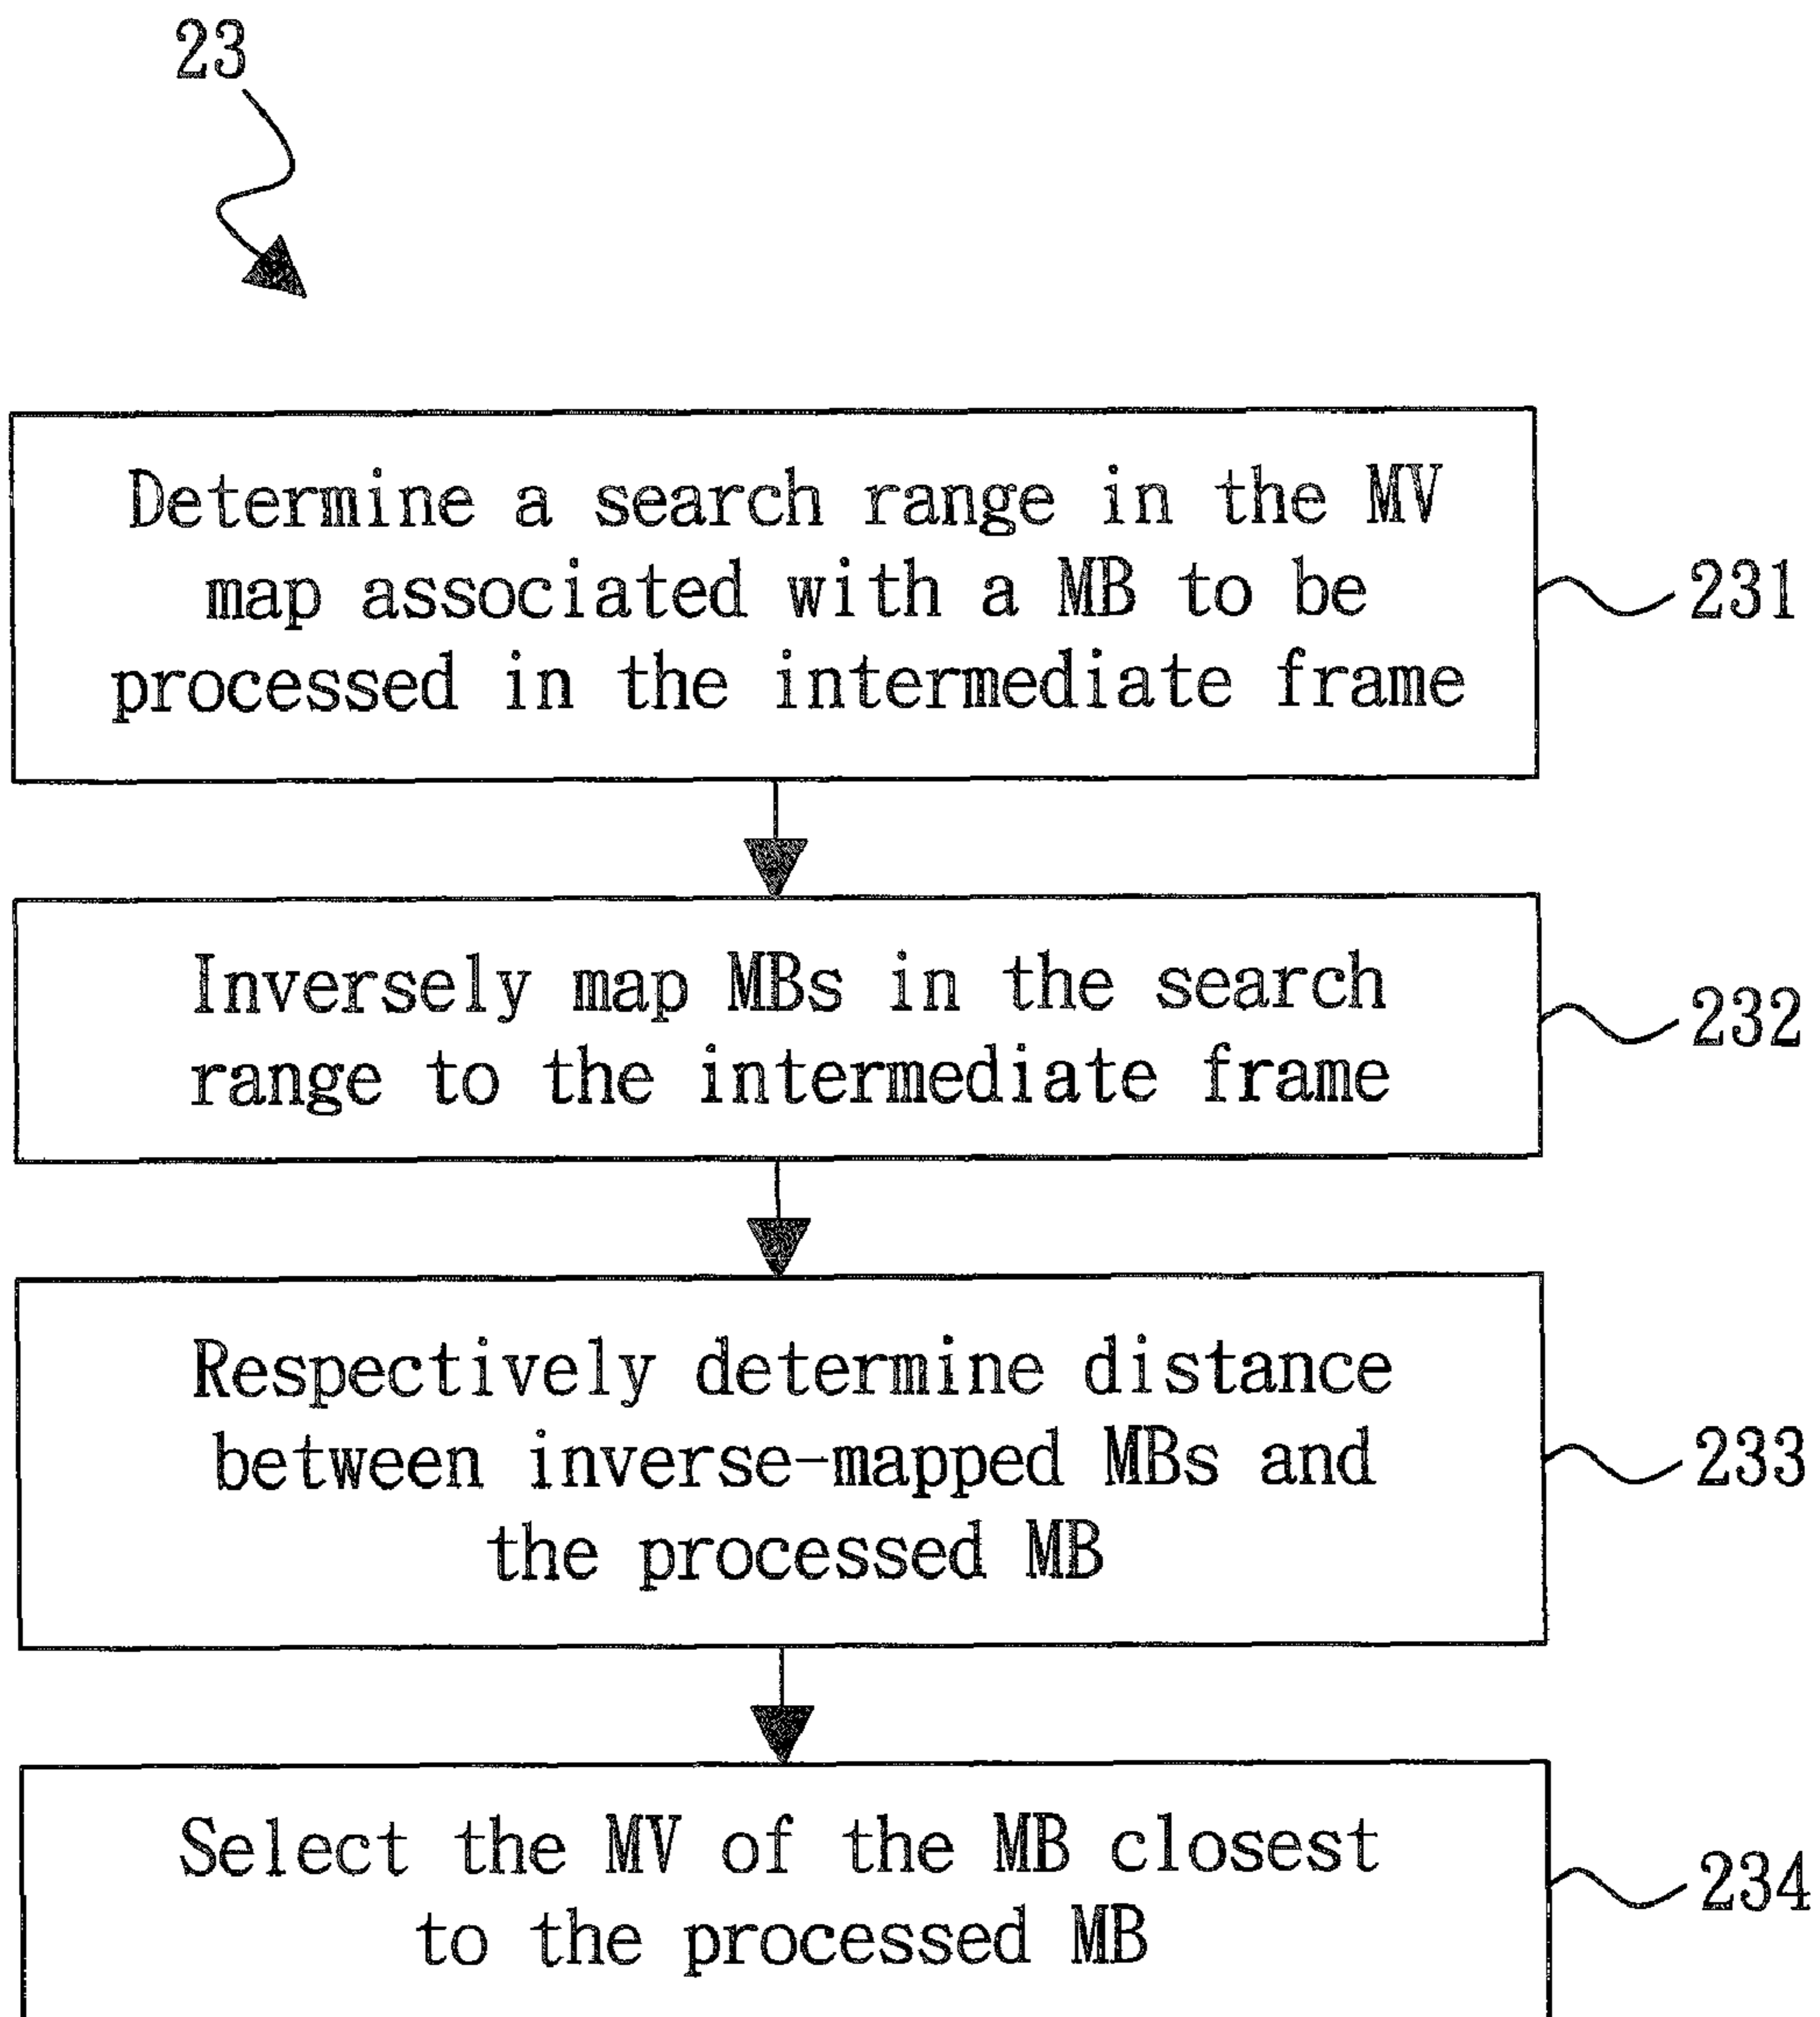 23
Determine a search range in the MV
map associated with a MB to be
processed in the intermediate frame
231
Inversely map MBs in the search
range to the intermediate frame
232
Respectively determine distance
between inverse-mapped MBs and
the processed MB
233
Select the MV of the MB closest
to the processed MB
234